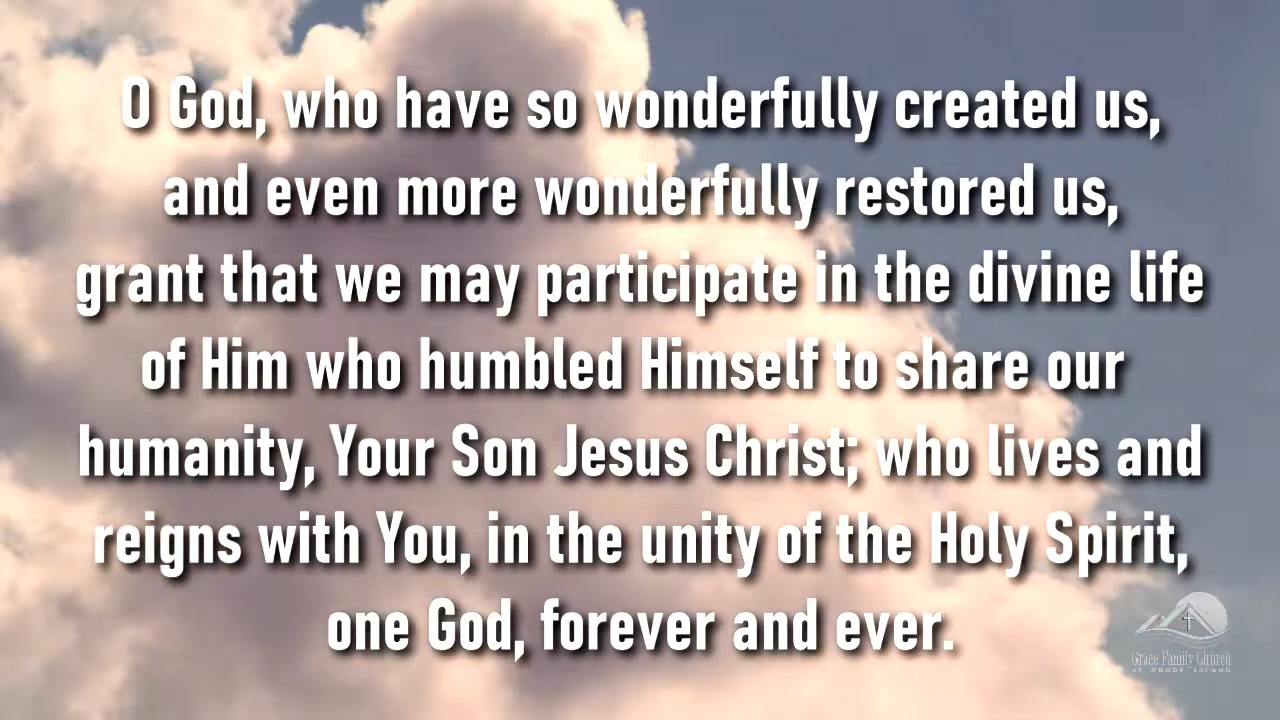 O God, who have so wonderfully created us,
and even more wonderfully restored us,
grant that we may participate in the divine life
of Him who humbled Himself to share our
humanity, Your Son Jesus Christ; who lives and
reigns with You, in the unity of the Holy Spirit,
one God, forever and ever.
Grace Family Church